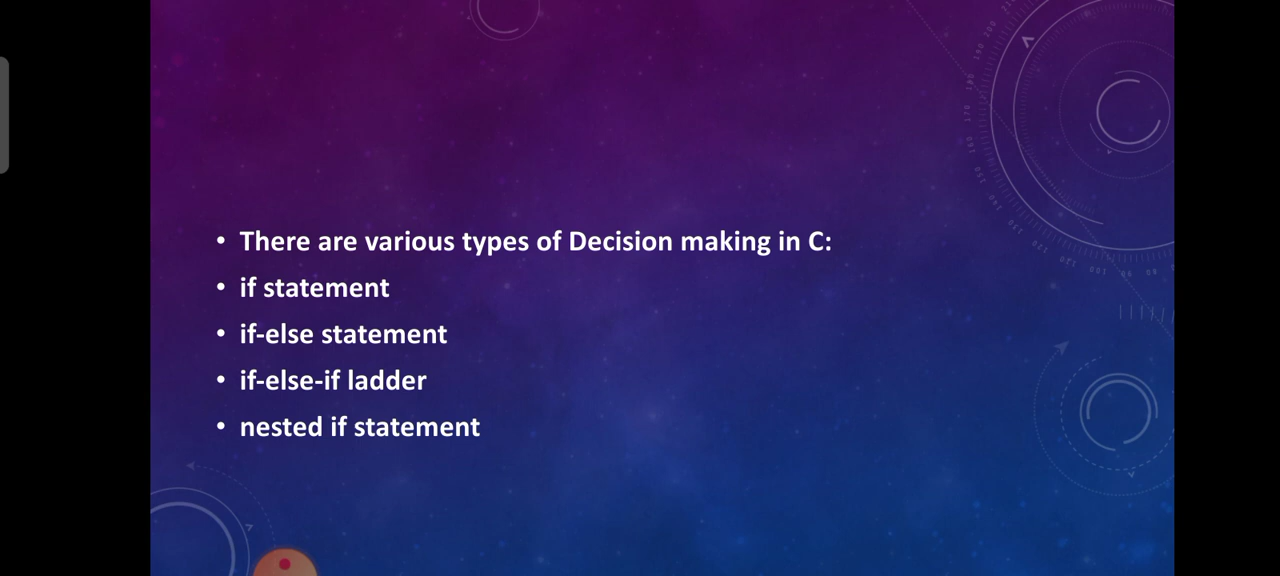 • There are various types of Decision making in C:
• if statement
• if-else statement
• if-else-if ladder
• nested if statement